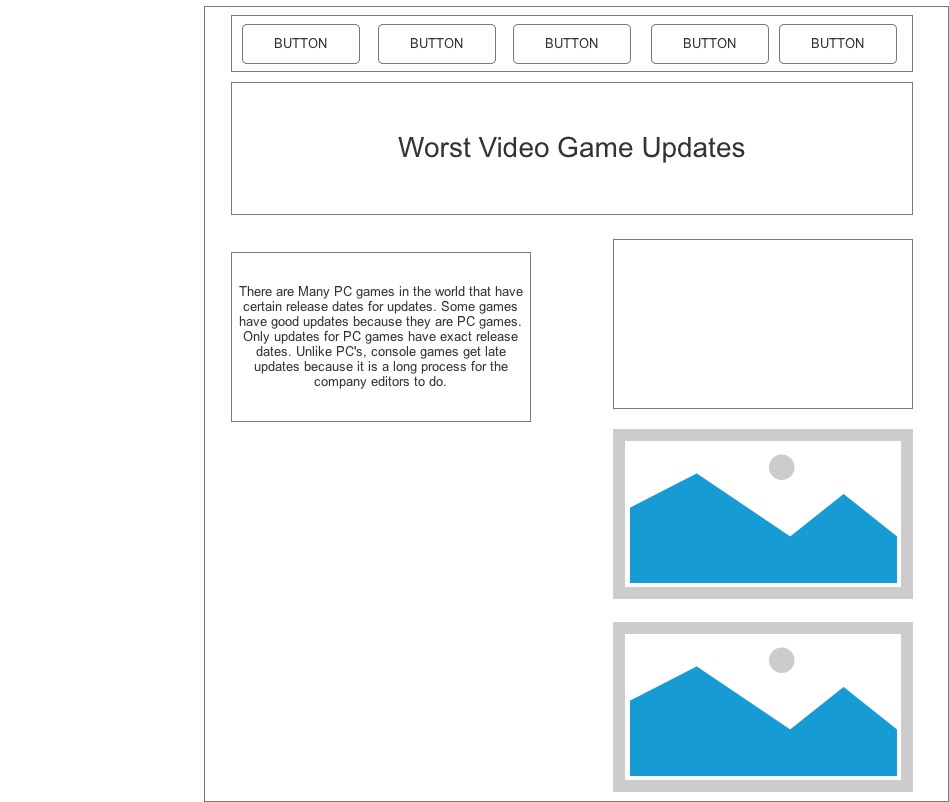 BUTTON BUTTON BUTTON BUTTON BUTTON
Worst Video Game Updates
There are Many PC games in the world that have
certain release dates for updates. Some games
have good updates because they are PC games.
Only updates for PC games have exact release
dates. Unlike PC's, console games get late
updates because it is a long process for the
company editors to do.